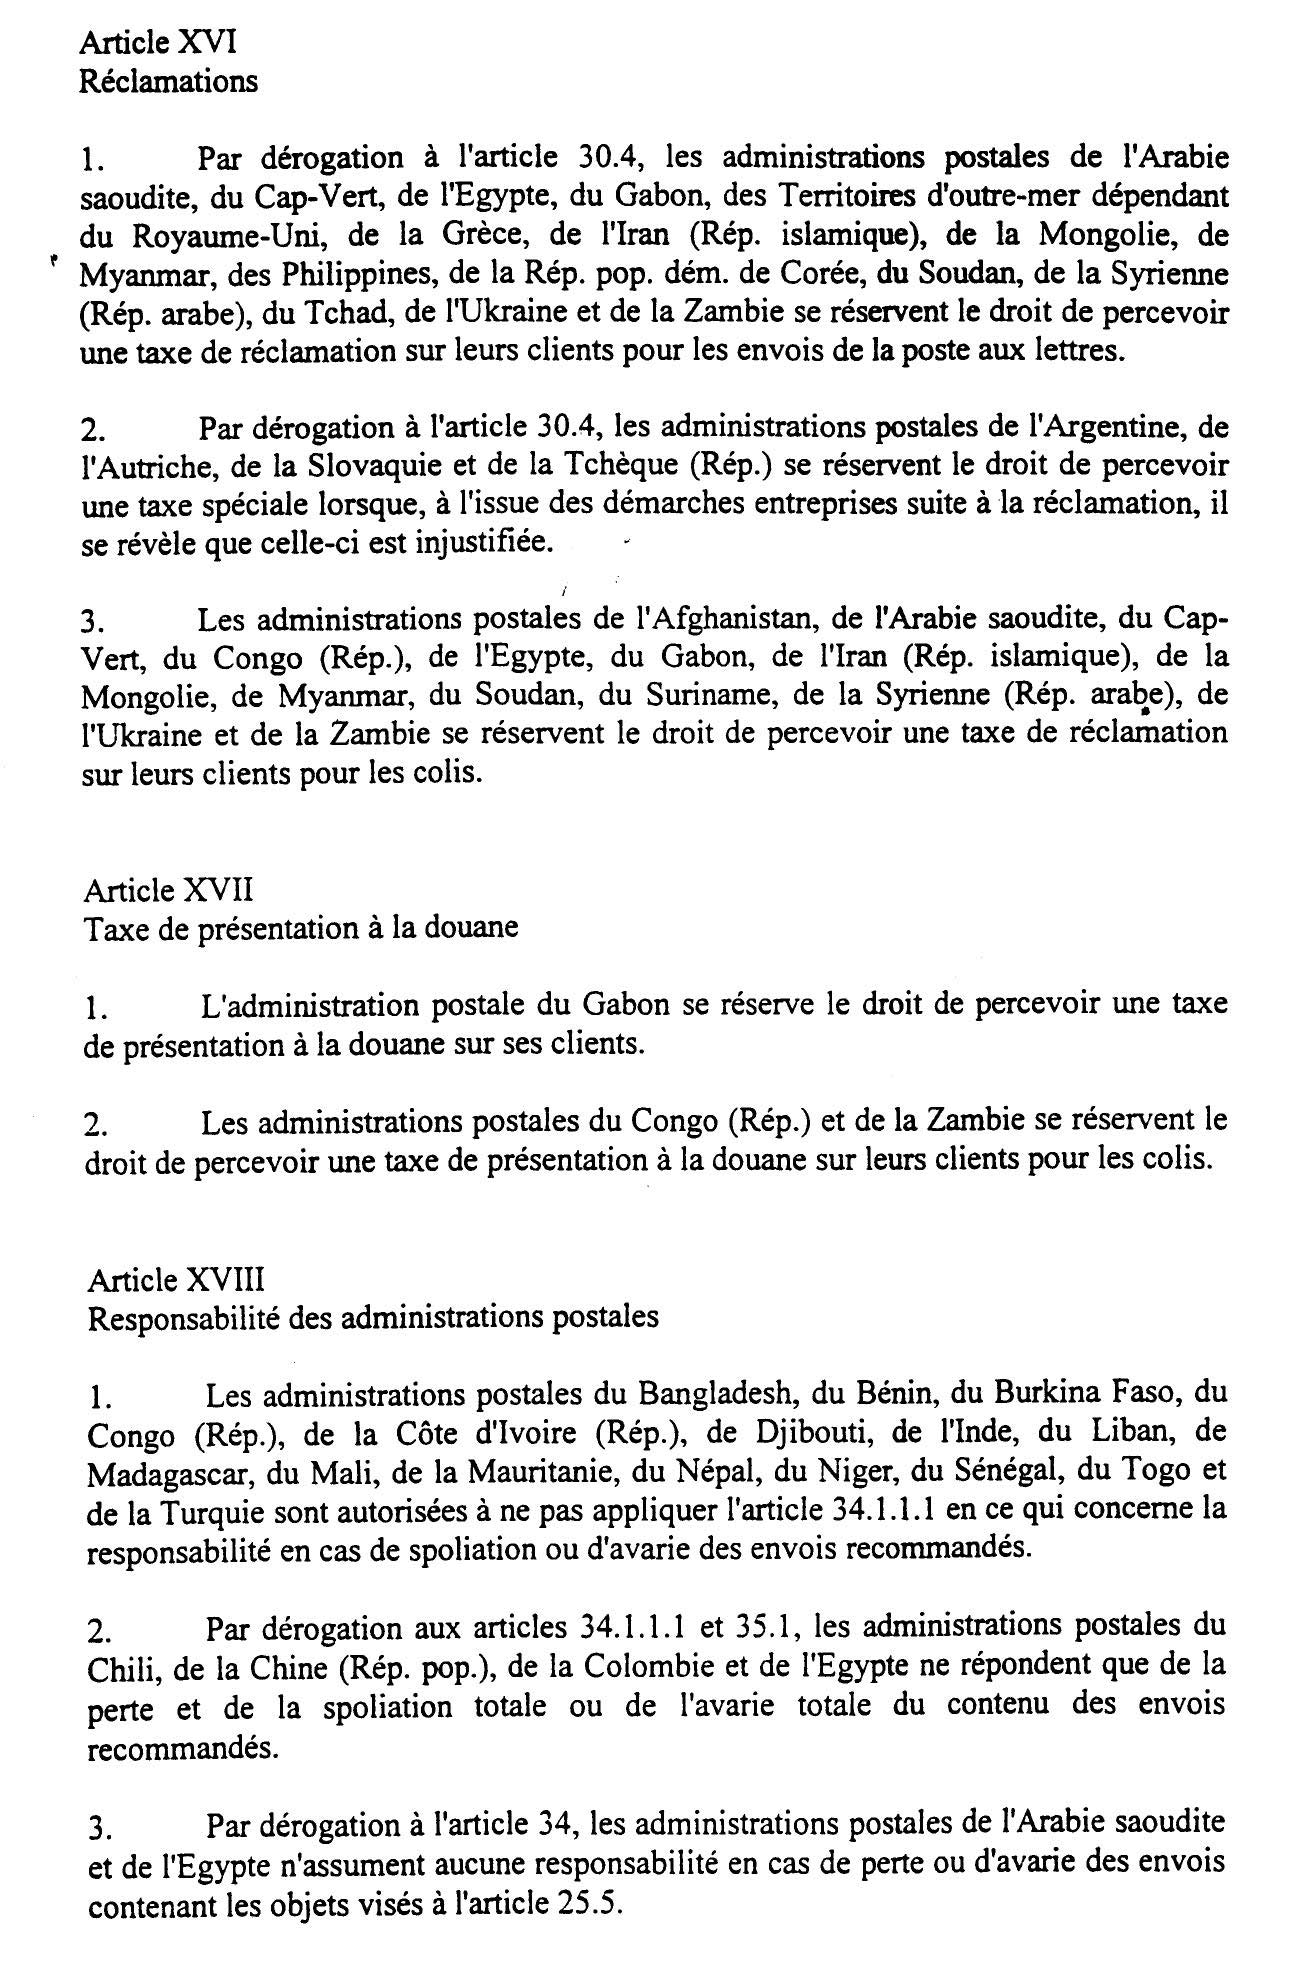 Article XVI
Réclamations
1. Par dérogation à l'article 30.4, les administrations postales de l'Arabie
saoudite, du Cap-Vert, de l'Egypte, du Gabon, des Territoires d'outre-mer dépendant
du Royaume-Uni, de la Grèce, de l'Iran (Rép. islamique), de la Mongolie, de
Myanmar, des Philippines, de la Rép. pop. dém. de Corée, du Soudan, de la Syrienne
(Rép. arabe), du Tchad, de l'Ukraine et de la Zambie se réservent le droit de percevoir
une taxe de réclamation sur leurs clients pour les envois de la poste aux lettres.
2. Par dérogation à l'article 30.4, les administrations postales de l'Argentine, de
l'Autriche, de la Slovaquie et de la Tchèque (Rép.) se réservent le droit de percevoir
une taxe spéciale lorsque, à l'issue des démarches entreprises suite à la réclamation, il
se révèle que celle-ci est injustifiée.
3. Les administrations postales de l'Afghanistan, de l'Arabie saoudite, du Cap-
Vert, du Congo (Rép.), de l'Egypte, du Gabon, de l'Iran (Rép. islamique), de la
Mongolie, de Myanmar, du Soudan, du Suriname, de la Syrienne (Rép. arabe), de
l'Ukraine et de la Zambie se réservent le droit de percevoir une taxe de réclamation
sur leurs clients pour les colis.
Article XVII
Taxe de présentation à la douane
1. L'administration postale du Gabon se réserve le droit de percevoir une taxe
de présentation à la douane sur ses clients.
2. Les administrations postales du Congo (Rép.) et de la Zambie se réservent le
droit de percevoir une taxe de présentation à la douane sur leurs clients pour les colis.
Article XVIII
Responsabilité des administrations postales
1. Les administrations postales du Bangladesh, du Bénin, du Burkina Faso, du
Congo (Rép.), de la Côte d'Ivoire (Rép.), de Djibouti, de l'Inde, du Liban, de
Madagascar, du Mali, de la Mauritanie, du Népal, du Niger, du Sénégal, du Togo et
de la Turquie sont autorisées à ne pas appliquer l'article 34.1.1.1 en ce qui concerne la
responsabilité en cas de spoliation ou d'avarie des envois recommandés.
2. Par dérogation aux articles 34.1.1.1 et 35.1, les administrations postales du
Chili, de la Chine (Rép. pop.), de la Colombie et de l'Egypte ne répondent que de la
perte et de la spoliation totale ou de l'avarie totale du contenu des envois
recommandés.
3. Par dérogation à l'article 34, les administrations postales de l'Arabie saoudite
et de l'Egypte n'assument aucune responsabilité en cas de perte ou d'avarie des envois
contenant les objets visés à l'article 25.5.